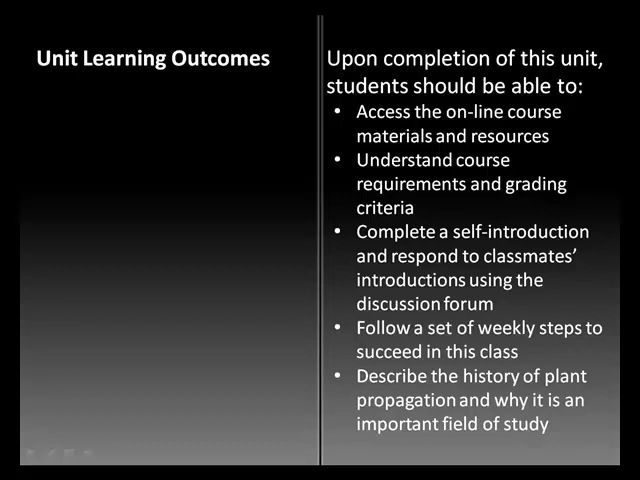 Unit Learning Outcomes
Upon completion of this unit,
students should be able to:
• Access the on-line course
materials and resources
• Understand course
requirements and grading
criteria
• Complete a self-introduction
and respond to classmates’
introductions using the
discussion forum
• Follow a set of weekly steps to
succeed in this class
• Describe the history of plant
propagation and why it is an
important field of study